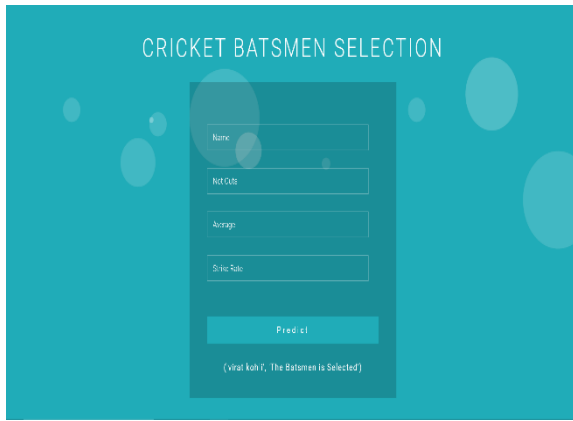 CRICKET BATSMEN SELECTION
Name
Not Outs
Average
Strike Rate
Predict
('virat kohli', 'The Batsmen is Selected')